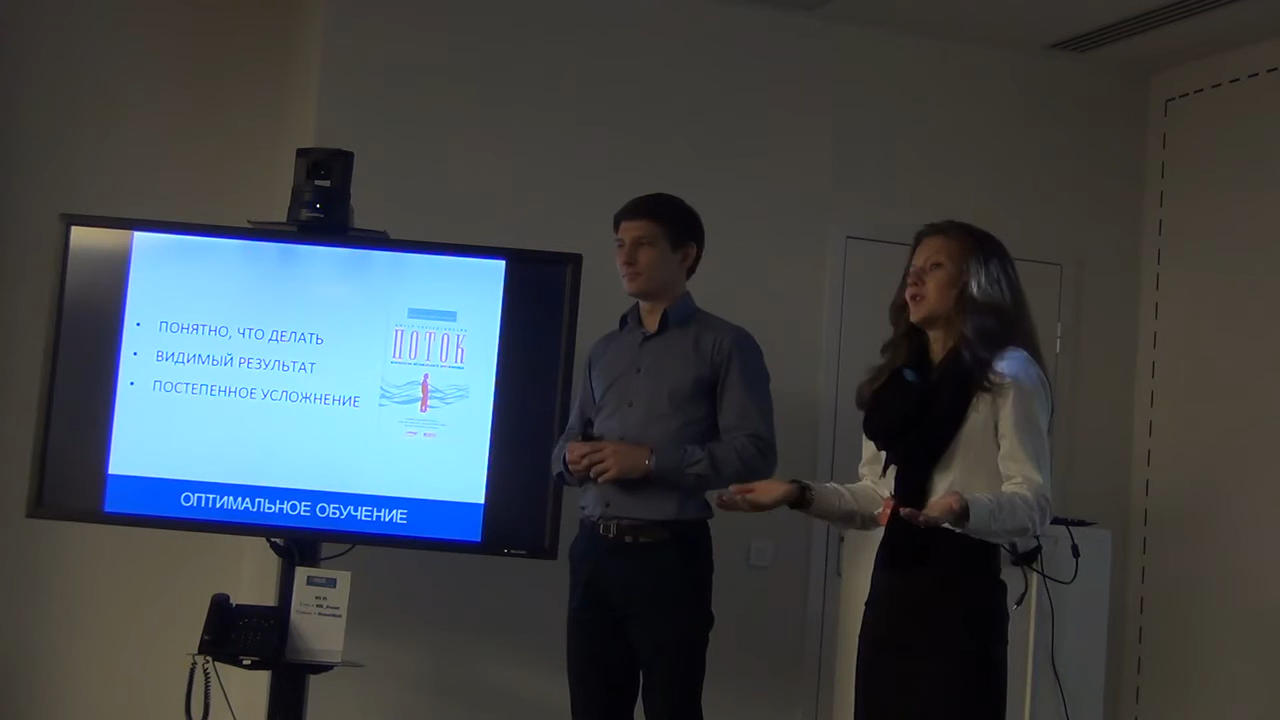 ПОНЯТНО, ЧТО ДЕЛАТЬ
ВИДИМЫЙ РЕЗУЛЬТАТ
ПОСТЕПЕННОЕ УСЛОЖНЕНИЕ
ПОТОК
ОПТИМАЛЬНОЕ ОБУЧЕНИЕ